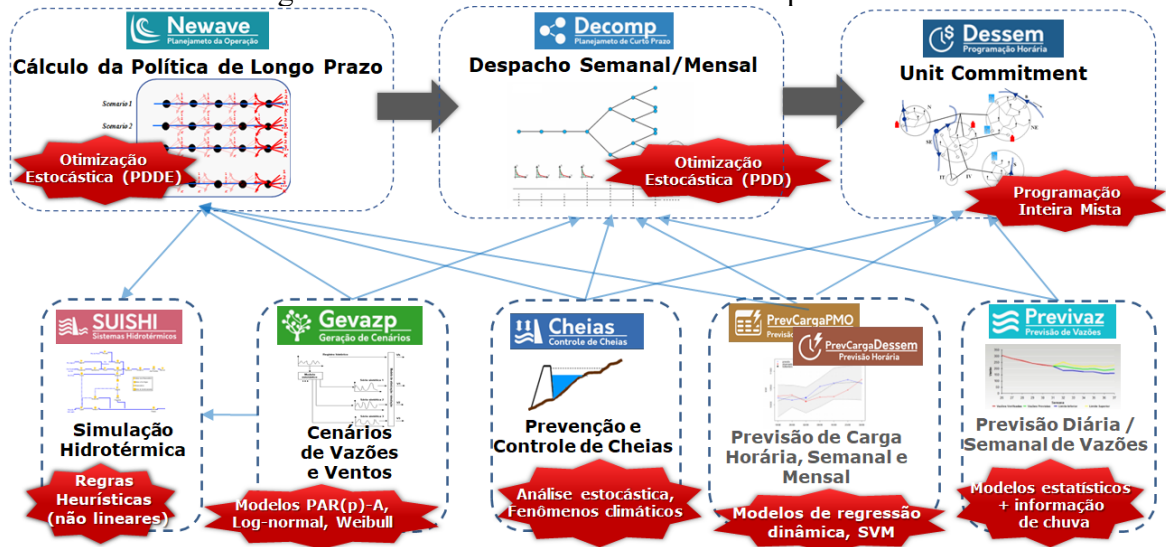 Newave
Planejameto da Operação
Cálculo da Política de Longo Prazo
Scenario 1
Scenario 2
Otimização
Estocástica (PDDE)
Decomp
Planejamento de Curto Prazo
Despacho Semanal/Mensal
Otimização
Estocástica (PDD)
Dessem
Programação Horária
Unit Commitment
N
NE
SE
Programação
Inteira Mista
SUISHI
Sistemas Hidrotérmicos
Simulação
Hidrotérmica
Regras
Heurísticas
(não lineares)
Gevazp
Geração de Cenários
Cenários
de Vazões
e Ventos
Modelos PAR(p)-A,
Log-normal, Weibull
Cheias
Controle de Cheias
Prevenção e
Controle de Cheias
Análise estocástica,
Fenômenos climáticos
PrevCargaPMO
PrevCargaDessem
Previsão Horária
Previsão de Carga
Horária, Semanal e
Mensal
Modelos de regressão
dinâmica, SVM
Previvaz
Previsão de Vazões
Previsão Diária /
Semanal de Vazões
Modelos estatísticos
+ informação
de chuva